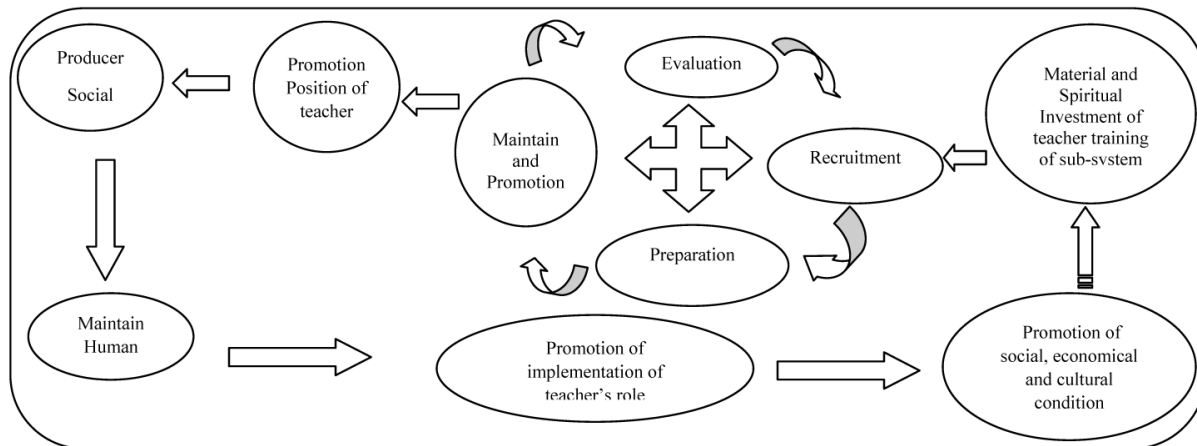 Producer
Social
Promotion
Position of
teacher
Maintain
and
Promotion
Evaluation
Recruitment
Preparation
Material and
Spiritual
Investment of
teacher training
of sub-system
Maintain
Human
Promotion of
implementation of
teacher's role
Promotion of
social, economical
and cultural
condition